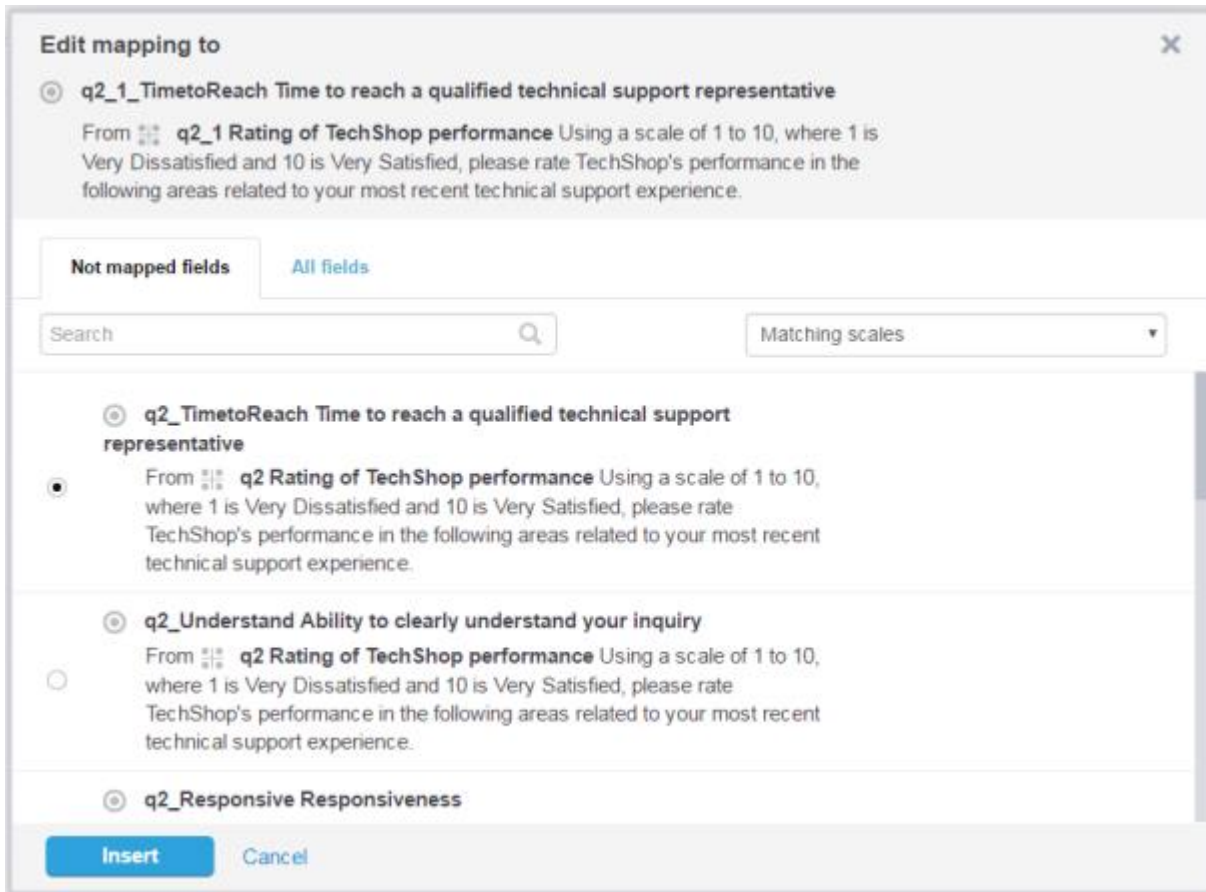 Edit mapping to
q2_1_TimetoReach Time to reach a qualified technical support representative
From q2_1 Rating of TechShop performance Using a scale of 1 to 10, where 1 is
Very Dissatisfied and 10 is Very Satisfied, please rate TechShop's performance in the
following areas related to your most recent technical support experience.
Not mapped fields
All fields
Search
Matching scales
q2_TimetoReach Time to reach a qualified technical support
representative
From q2 Rating of TechShop performance Using a scale of 1 to 10,
where 1 is Very Dissatisfied and 10 is Very Satisfied, please rate
TechShop's performance in the following areas related to your most recent
technical support experience.
q2_Understand Ability to clearly understand your inquiry
From q2 Rating of TechShop performance Using a scale of 1 to 10,
where 1 is Very Dissatisfied and 10 is Very Satisfied, please rate
TechShop's performance in the following areas related to your most recent
technical support experience.
q2_Responsive Responsiveness
Insert
Cancel